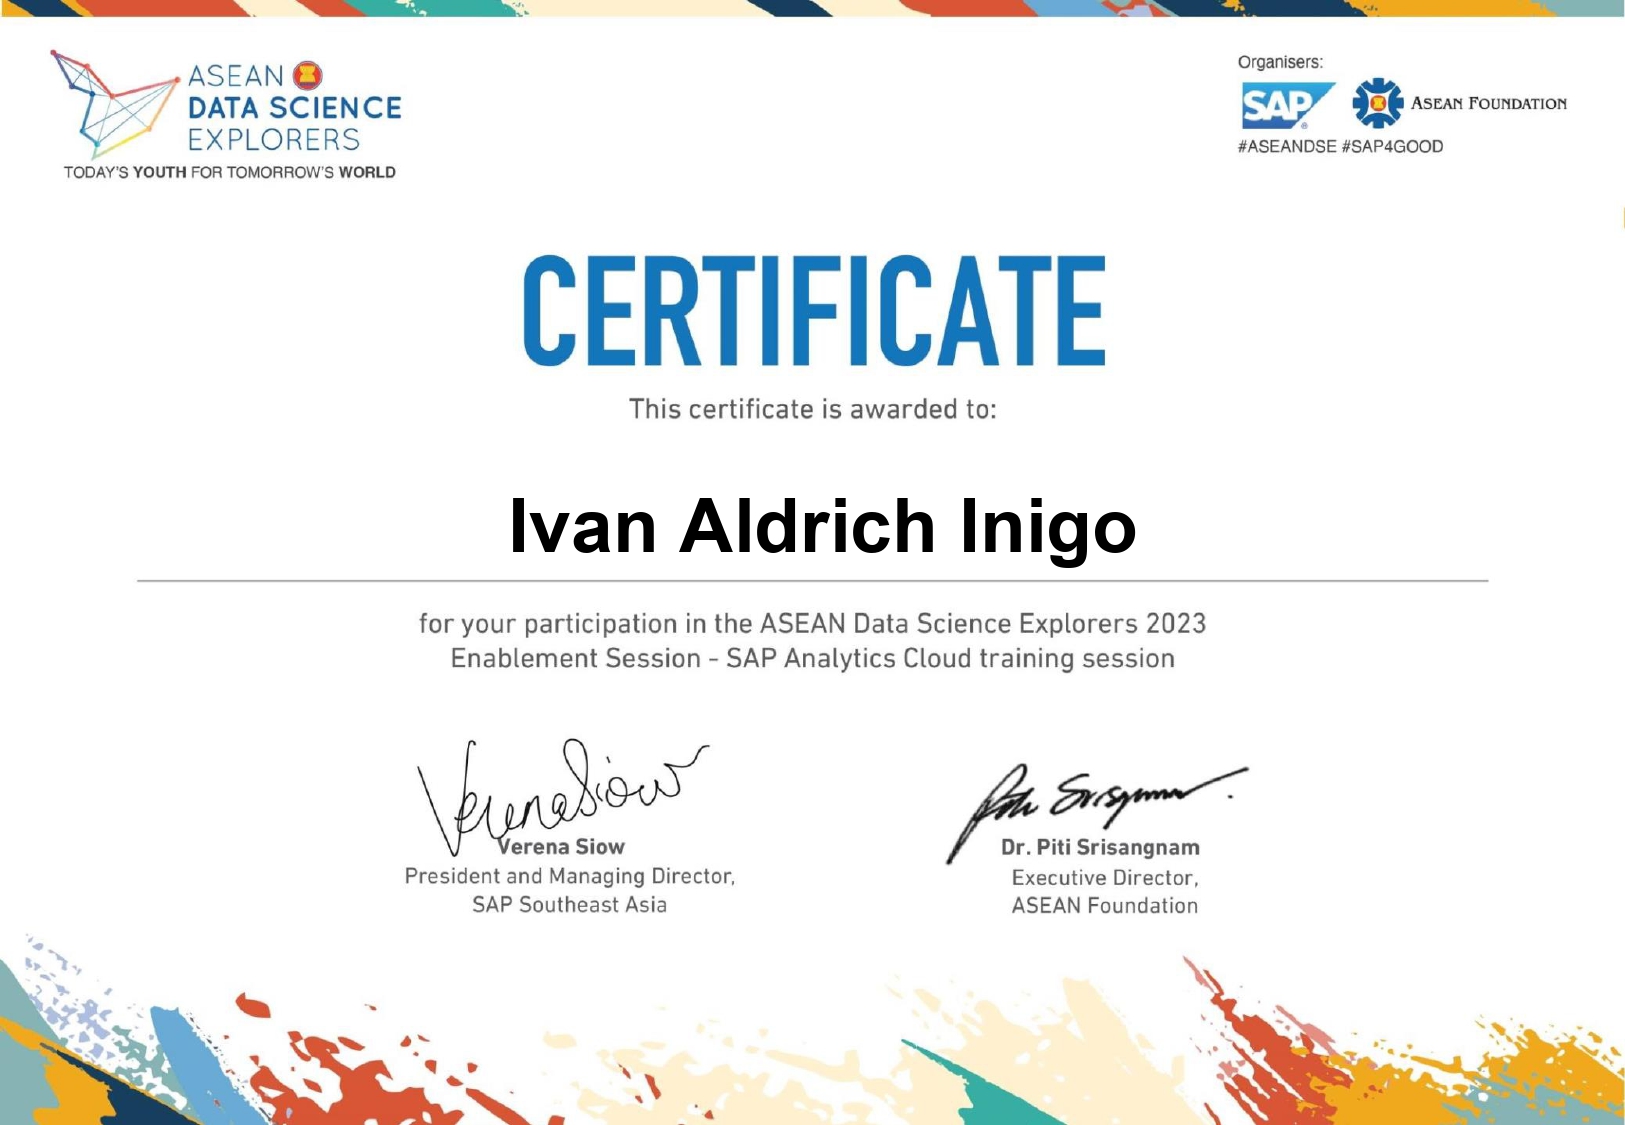 ASEAN
DATA SCIENCE
EXPLORERS
TODAY'S YOUTH FOR TOMORROW'S WORLD
Organisers:
SAP
®
ASEAN FOUNDATION
#ASEANDSE #SAP4GOOD
CERTIFICATE
This certificate is awarded to:
Ivan Aldrich Inigo
for your participation in the ASEAN Data Science Explorers 2023
Enablement Session - SAP Analytics Cloud training session
Verena Siow
Verena Siow
President and Managing Director,
SAP Southeast Asia
Piti Srisangnam
Dr. Piti Srisangnam
Executive Director,
ASEAN Foundation